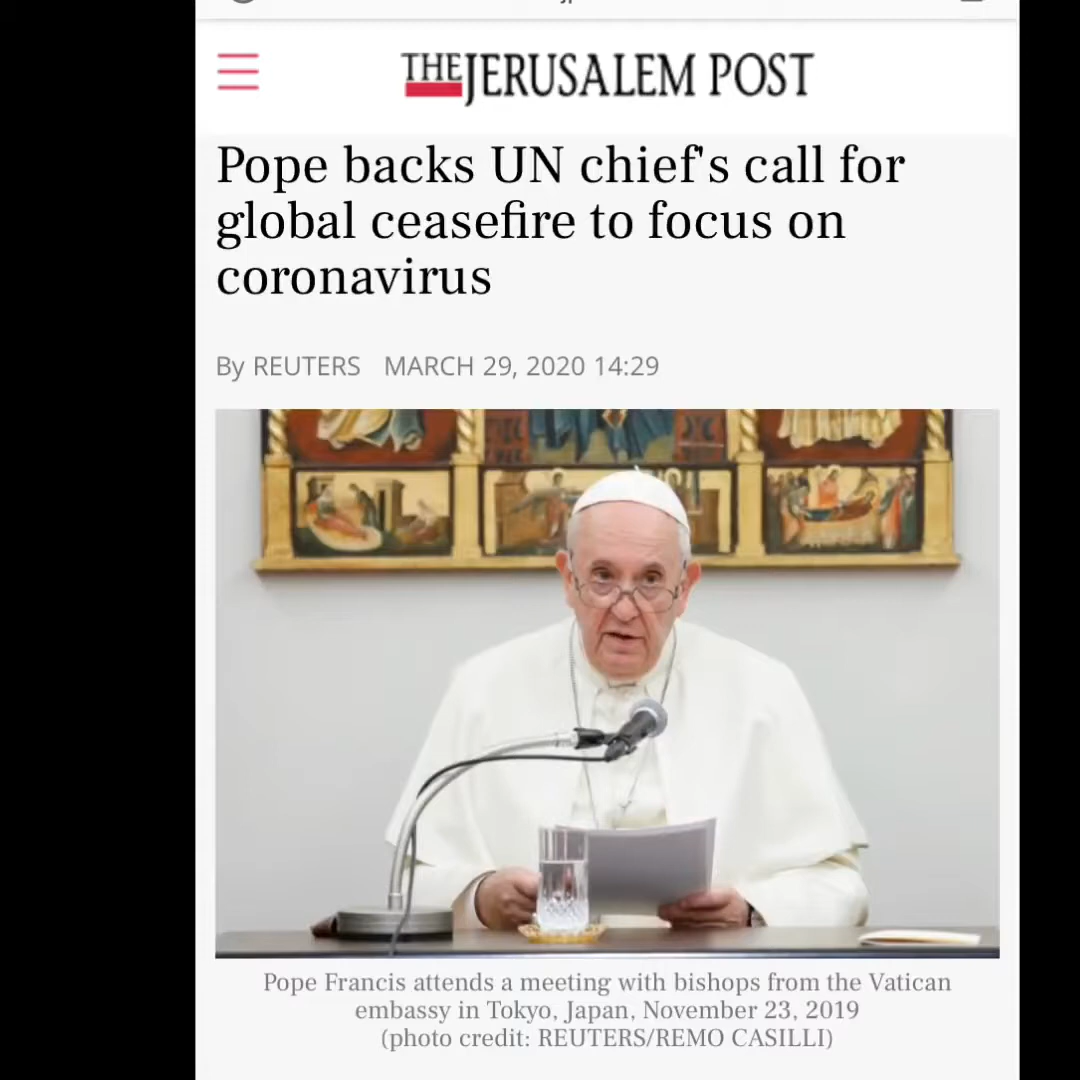 THE JERUSALEM POST
Pope backs UN chief's call for
global ceasefire to focus on
coronavirus
By REUTERS MARCH 29, 2020 14:29
Pope Francis attends a meeting with bishops from the Vatican
embassy in Tokyo, Japan, November 23, 2019
(photo credit: REUTERS/REMO CASILLI)